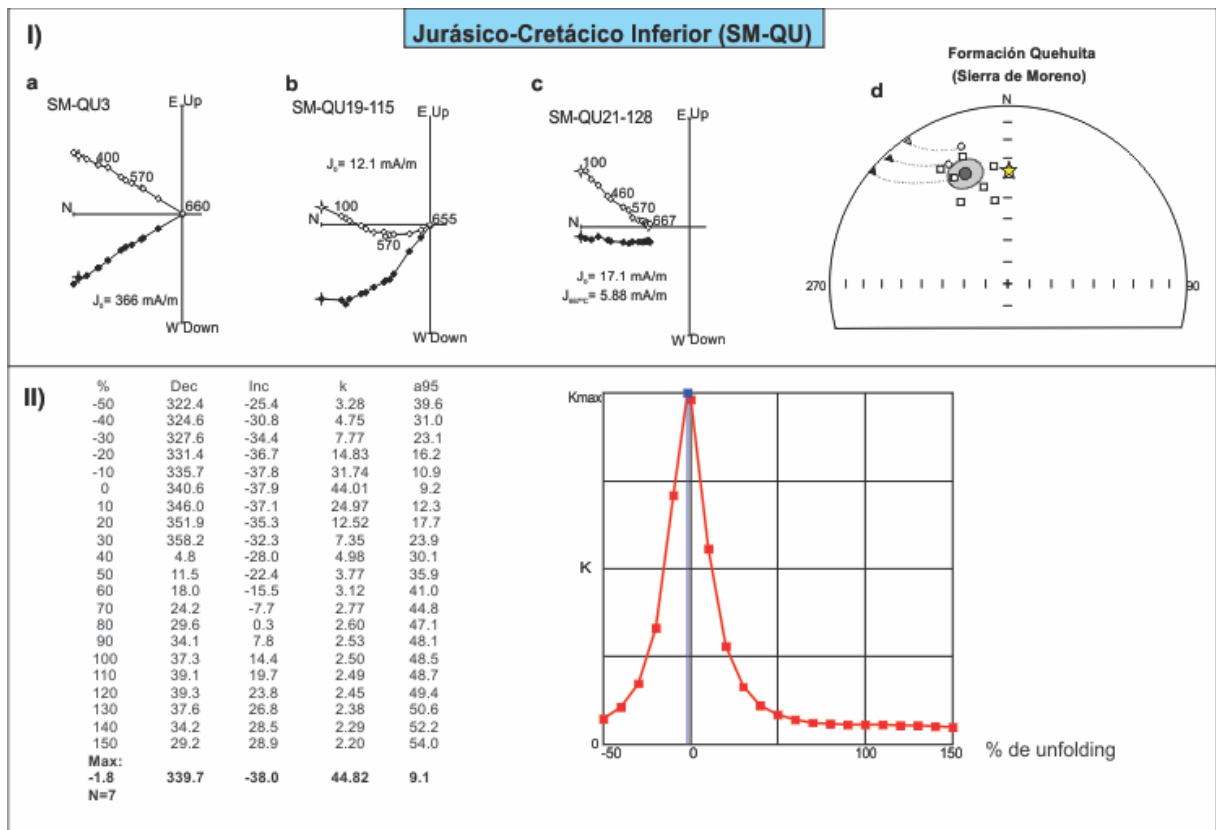 Jurásico-Cretácico Inferior (SM-QU)
I)
a
SM-QU3
E Up
400
570
660
N
J₀= 366 mA/m
W Down
b
SM-QU19-115
E Up
J₀= 12.1 mA/m
100
N
655
570
W Down
c
SM-QU21-128
E Up
100
460
570
667
N
J₀= 17.1 mA/m
= 5.88 mA/m
W Down
Formación Quehuita
(Sierra de Moreno)
d
N
270
90
II)
% Dec Inc k a95
-50 322.4 -25.4 3.28 39.6
-40 324.6 -30.8 4.75 31.0
-30 327.6 -34.4 7.77 23.1
-20 331.4 -36.7 14.83 16.2
-10 335.7 -37.8 31.74 10.9
0 340.6 -37.9 44.01 9.2
10 346.0 -37.1 24.97 12.3
20 351.9 -35.3 12.52 17.7
30 358.2 -32.3 7.35 23.9
40 4.8 -28.0 4.98 30.1
50 11.5 -22.4 3.77 35.9
60 18.0 -15.5 3.12 41.0
70 24.2 -7.7 2.77 44.8
80 29.6 0.3 2.60 47.1
90 34.1 7.8 2.53 48.1
100 37.3 14.4 2.50 48.5
110 39.1 19.7 2.49 48.7
120 39.3 23.8 2.45 49.4
130 37.6 26.8 2.38 50.6
140 34.2 28.5 2.29 52.2
150 29.2 28.9 2.20 54.0
Max:
-1.8 339.7 -38.0 44.82 9.1
N=7
Kmax
K
0
-50 0 100 150
% de unfolding